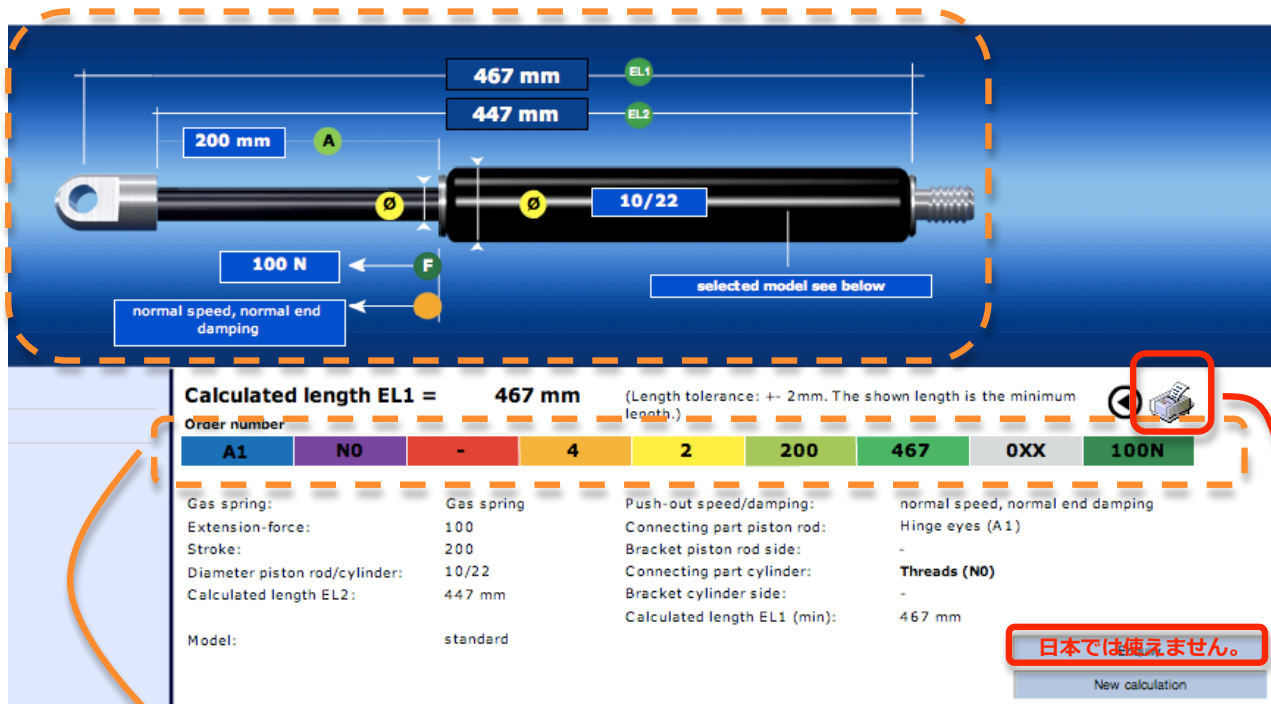 467 mm
EL1
447 mm
EL2
200 mm
A
Ø
Ø
10/22
100 N
F
selected model see below
normal speed, normal end
damping
Calculated length EL1 = 467 mm
(Length tolerance: +- 2mm. The shown length is the minimum
length.)
Order number
A1 N0 - 4 2 200 467 0XX 100N
Gas spring: Gas spring Push-out speed/damping: normal speed, normal end damping
Extension-force: 100 Connecting part piston rod: Hinge eyes (A1)
Stroke: 200 Bracket piston rod side: -
Diameter piston rod/cylinder: 10/22 Connecting part cylinder: Threads (N0)
Calculated length EL2: 447 mm Bracket cylinder side: -
Calculated length EL1 (min): 467 mm
Model: standard
日本では使えません。
New calculation